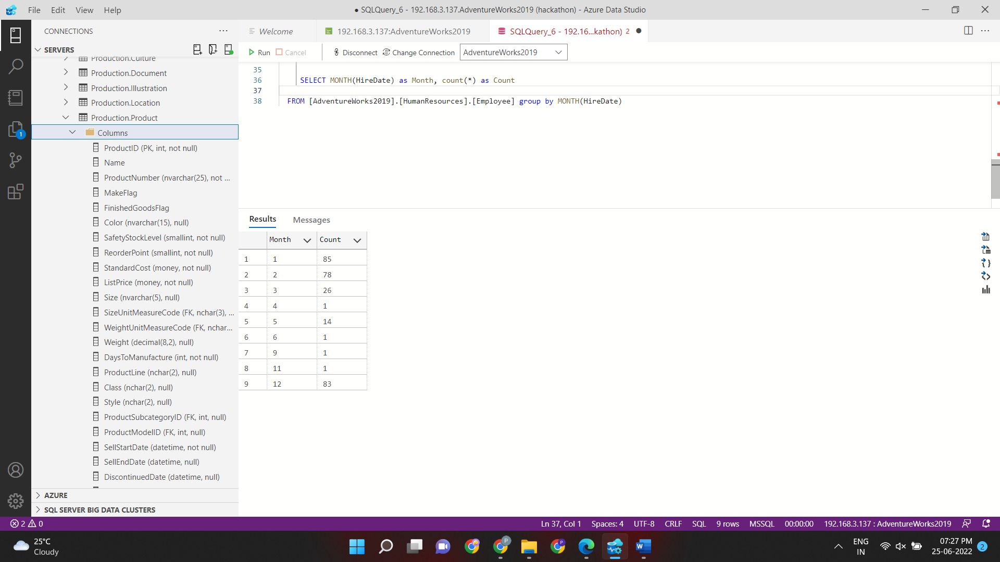 File Edit View Help
● SQLQuery_6 - 192.168.3.137.AdventureWorks2019 (hackathon) - Azure Data Studio
CONNECTIONS
SERVERS
Production.Culture
Production.Document
Production.Illustration
Production.Location
Production.Product
Columns
ProductID (PK, int, not null)
Name
ProductNumber (nvarchar(25), not ...
MakeFlag
FinishedGoodsFlag
Color (nvarchar(15), null)
SafetyStockLevel (smallint, not null)
ReorderPoint (smallint, not null)
StandardCost (money, not null)
ListPrice (money, not null)
Size (nvarchar(5), null)
SizeUnitMeasureCode (FK, nchar(3), ...
WeightUnitMeasureCode (FK, nchar...
Weight (decimal(8,2), null)
DaysToManufacture (int, not null)
ProductLine (nchar(2), null)
Class (nchar(2), null)
Style (nchar(2), null)
ProductSubcategoryID (FK, int, null)
ProductModelID (FK, int, null)
SellStartDate (datetime, not null)
SellEndDate (datetime, null)
DiscontinuedDate (datetime, null)
AZURE
SQL SERVER BIG DATA CLUSTERS
1
Welcome 192.168.3.137:AdventureWorks2019 SQLQuery_6 - 192.16...kathon) 2
Run Cancel Disconnect Change Connection AdventureWorks2019
35
36 SELECT MONTH(HireDate) as Month, count(*) as Count
37
38 FROM [AdventureWorks2019].[HumanResources].[Employee] group by MONTH(HireDate)
Results Messages
Month Count
1 1 85
2 2 78
3 3 26
4 4 1
5 5 14
6 6 1
7 9 1
8 11 1
9 12 83
2 0 Ln 37, Col 1 Spaces: 4 UTF-8 CRLF SQL 9 rows MSSQL 00:00:00 192.168.3.137 : AdventureWorks2019
25°C
Cloudy
P
P
W
ENG
IN
07:27 PM
25-06-2022
2